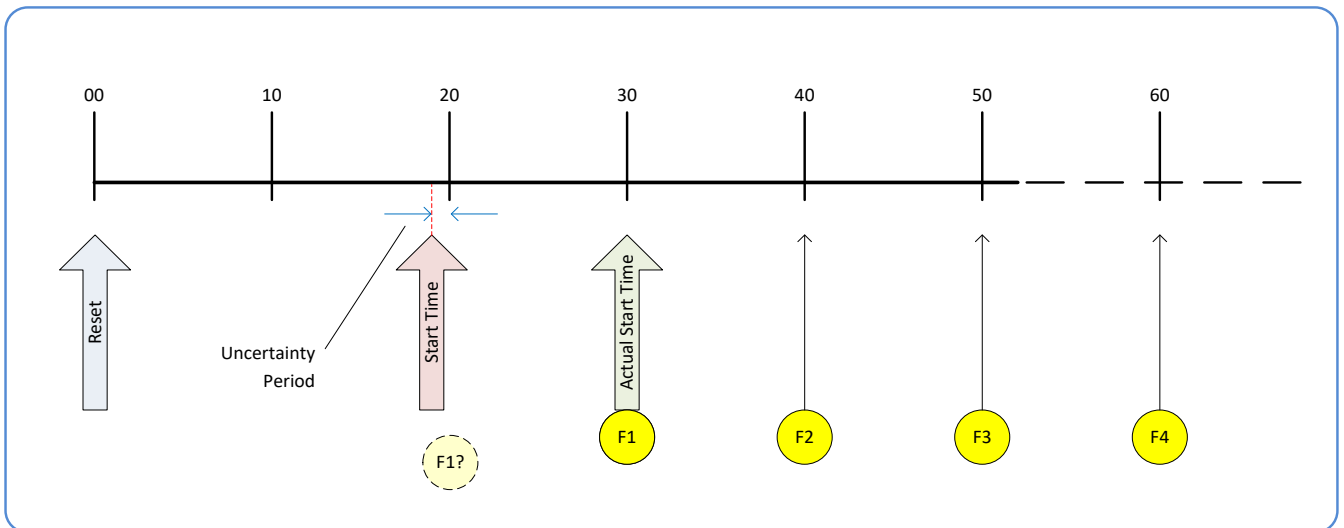 00
10
20
30
40
50
60
Reset
Start Time
Actual Start Time
Uncertainty
Period
F1?
F1
F2
F3
F4